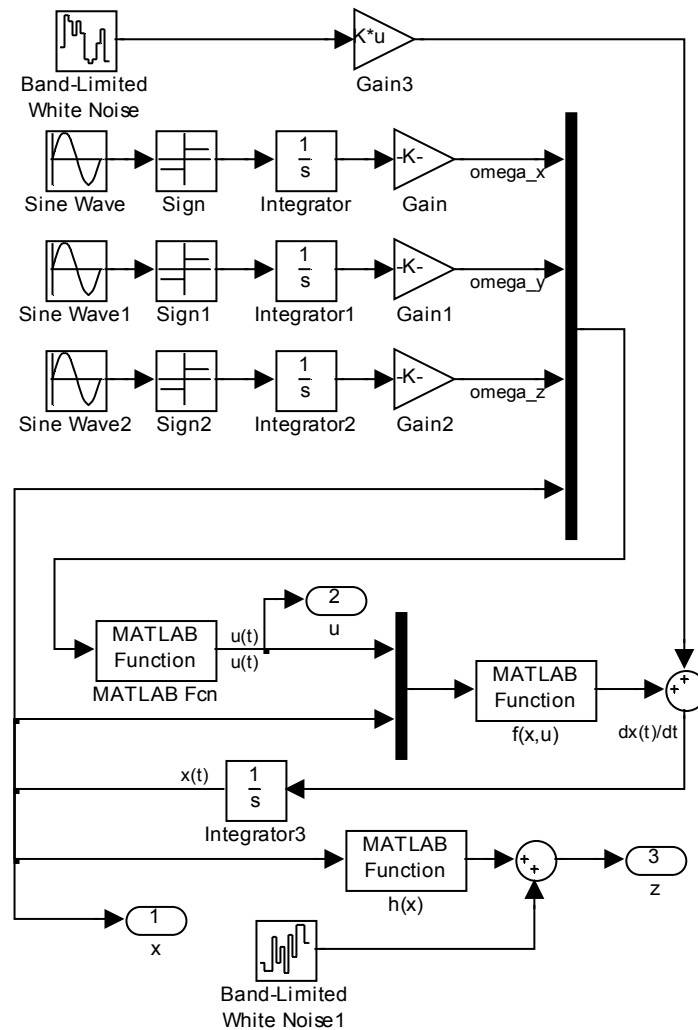 K*u
Band-Limited
White Noise
Gain3
1
s
-K-
omega_x
Sine Wave
Sign
Integrator
Gain
1
s
-K-
omega_y
Sine Wave1
Sign1
Integrator1
Gain1
1
s
-K-
omega_z
Sine Wave2
Sign2
Integrator2
Gain2
2
u
MATLAB
Function
u(t)
u(t)
MATLAB Fcn
MATLAB
Function
f(x,u)
dx(t)/dt
x(t)
1
s
Integrator3
MATLAB
Function
h(x)
3
z
1
x
Band-Limited
White Noise1